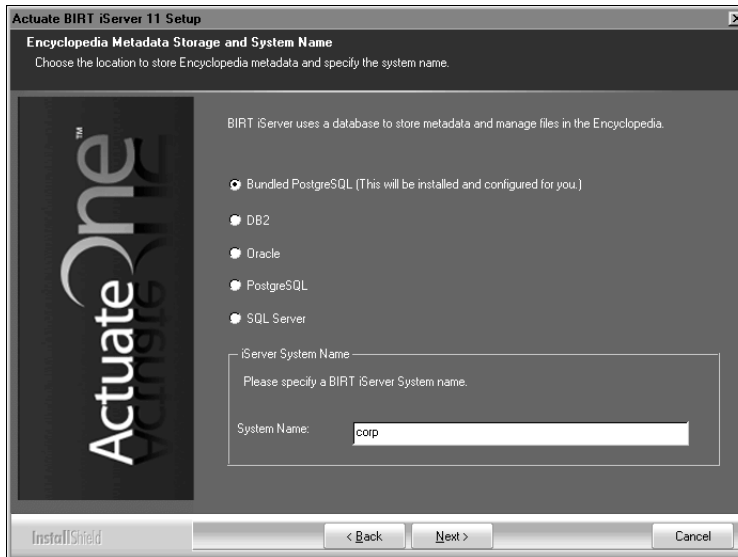 Actuate BIRT iServer 11 Setup
Encyclopedia Metadata Storage and System Name
Choose the location to store Encyclopedia metadata and specify the system name.
ActuateOne™
BIRT iServer uses a database to store metadata and manage files in the Encyclopedia.
Bundled PostgreSQL (This will be installed and configured for you.)
DB2
Oracle
PostgreSQL
SQL Server
iServer System Name
Please specify a BIRT iServer System name.
System Name:
corp
InstallShield
< Back
Next >
Cancel